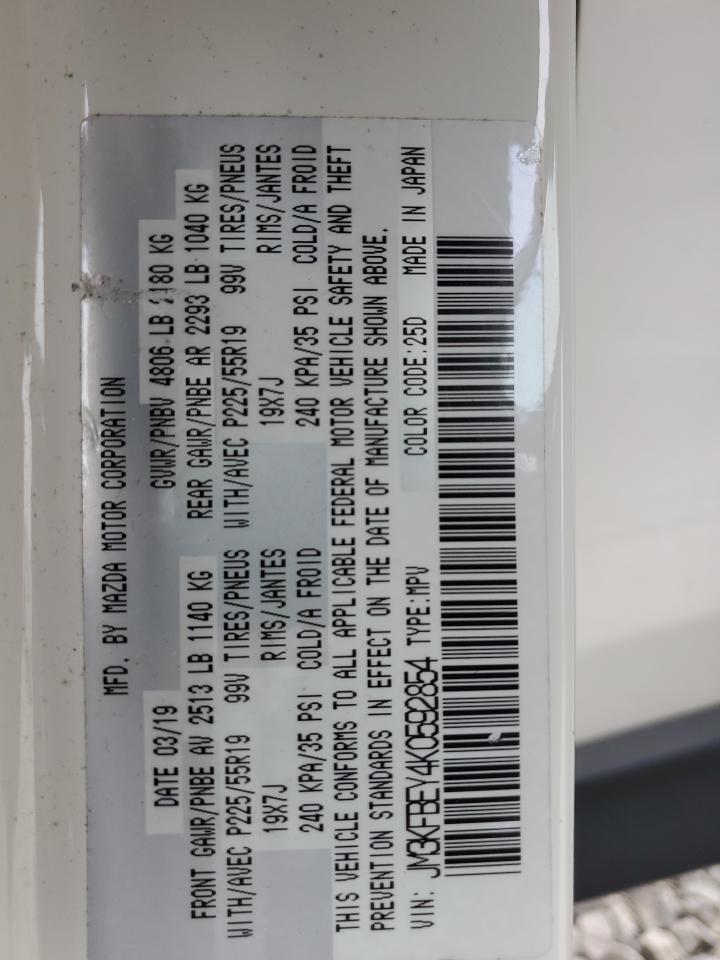 MFD. BY MAZDA MOTOR CORPORATION
DATE 03/19 GVWR/PNBV 4806 LB 2180 KG
FRONT GAWR/PNBE AV 2513 LB 1140 KG REAR GAWR/PNBE AR 2293 LB 1040 KG
WITH/AVEC P225/55R19 99V TIRES/PNEUS WITH/AVEC P225/55R19 99V TIRES/PNEUS
19X7J RIMS/JANTES 19X7J RIMS/JANTES
240 KPA/35 PSI COLD/A FROID 240 KPA/35 PSI COLD/A FROID
THIS VEHICLE CONFORMS TO ALL APPLICABLE FEDERAL MOTOR VEHICLE SAFETY AND THEFT
PREVENTION STANDARDS IN EFFECT ON THE DATE OF MANUFACTURE SHOWN ABOVE.
VIN: JM3KFBEY4K0592854 TYPE:MPV COLOR CODE:25D MADE IN JAPAN